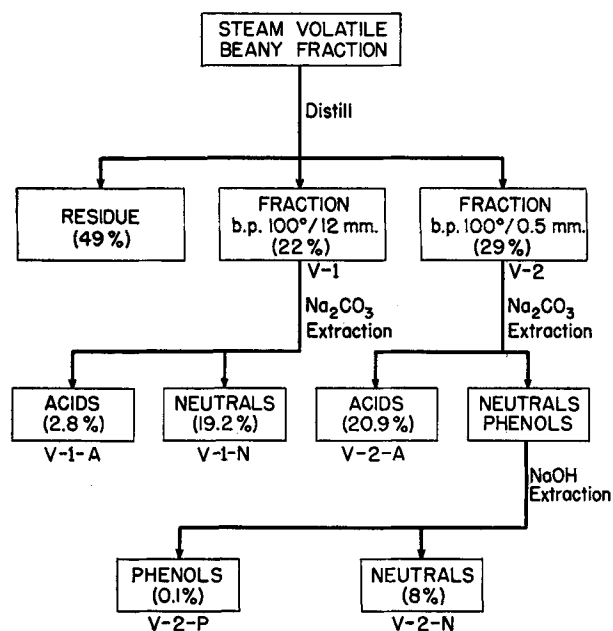 STEAM VOLATILE
BEANY FRACTION
Distill
RESIDUE
(49%)
FRACTION
b.p. 100°/12 mm.
(22%)
V-1
FRACTION
b.p. 100°/0.5 mm.
(29%)
V-2
Na₂CO₃
Extraction
Na₂CO₃
Extraction
ACIDS
(2.8%)
V-1-A
NEUTRALS
(19.2%)
V-1-N
ACIDS
(20.9%)
V-2-A
NEUTRALS
PHENOLS
NaOH
Extraction
PHENOLS
(0.1%)
V-2-P
NEUTRALS
(8%)
V-2-N